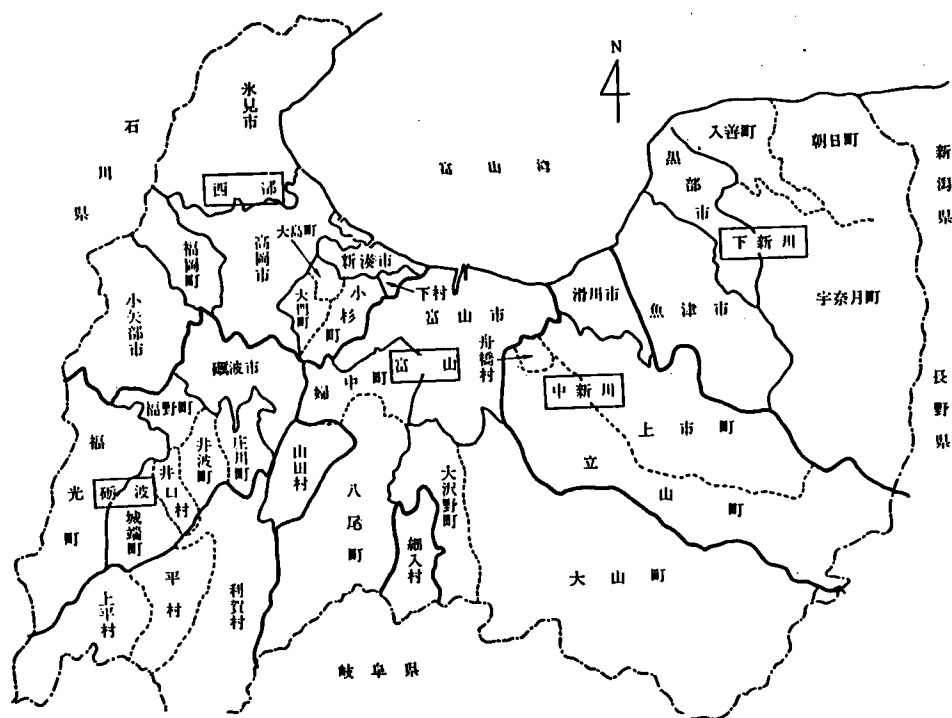 N
氷見市
石川県
富山湾
入善町
朝日町
新潟県
黒部市
西部
下新川
大島町
高岡市
新湊市
福岡町
小杉町
下村
大門町
富山市
滑川市
魚津市
宇奈月町
小矢部市
舟橋村
砺波市
婦中町
富山
中新川
長野県
福野町
上市町
福光町
井波町
庄川町
山田村
立山町
井口村
砺波
八尾町
大沢野町
城端町
細入村
大山町
平村
利賀村
上平村
岐阜県